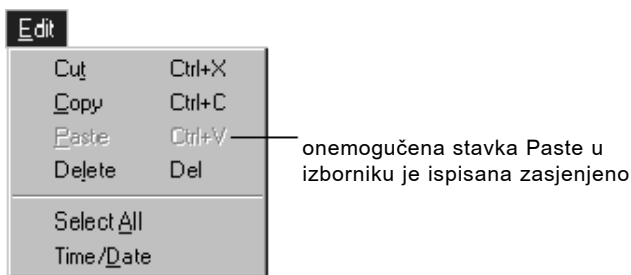 Edit
Cut Ctrl+X
Copy Ctrl+C
Paste Ctrl+V
Delete Del
Select All
Time/Date
onemogučena stavka Paste u
izborniku je ispisana zasjenjeno